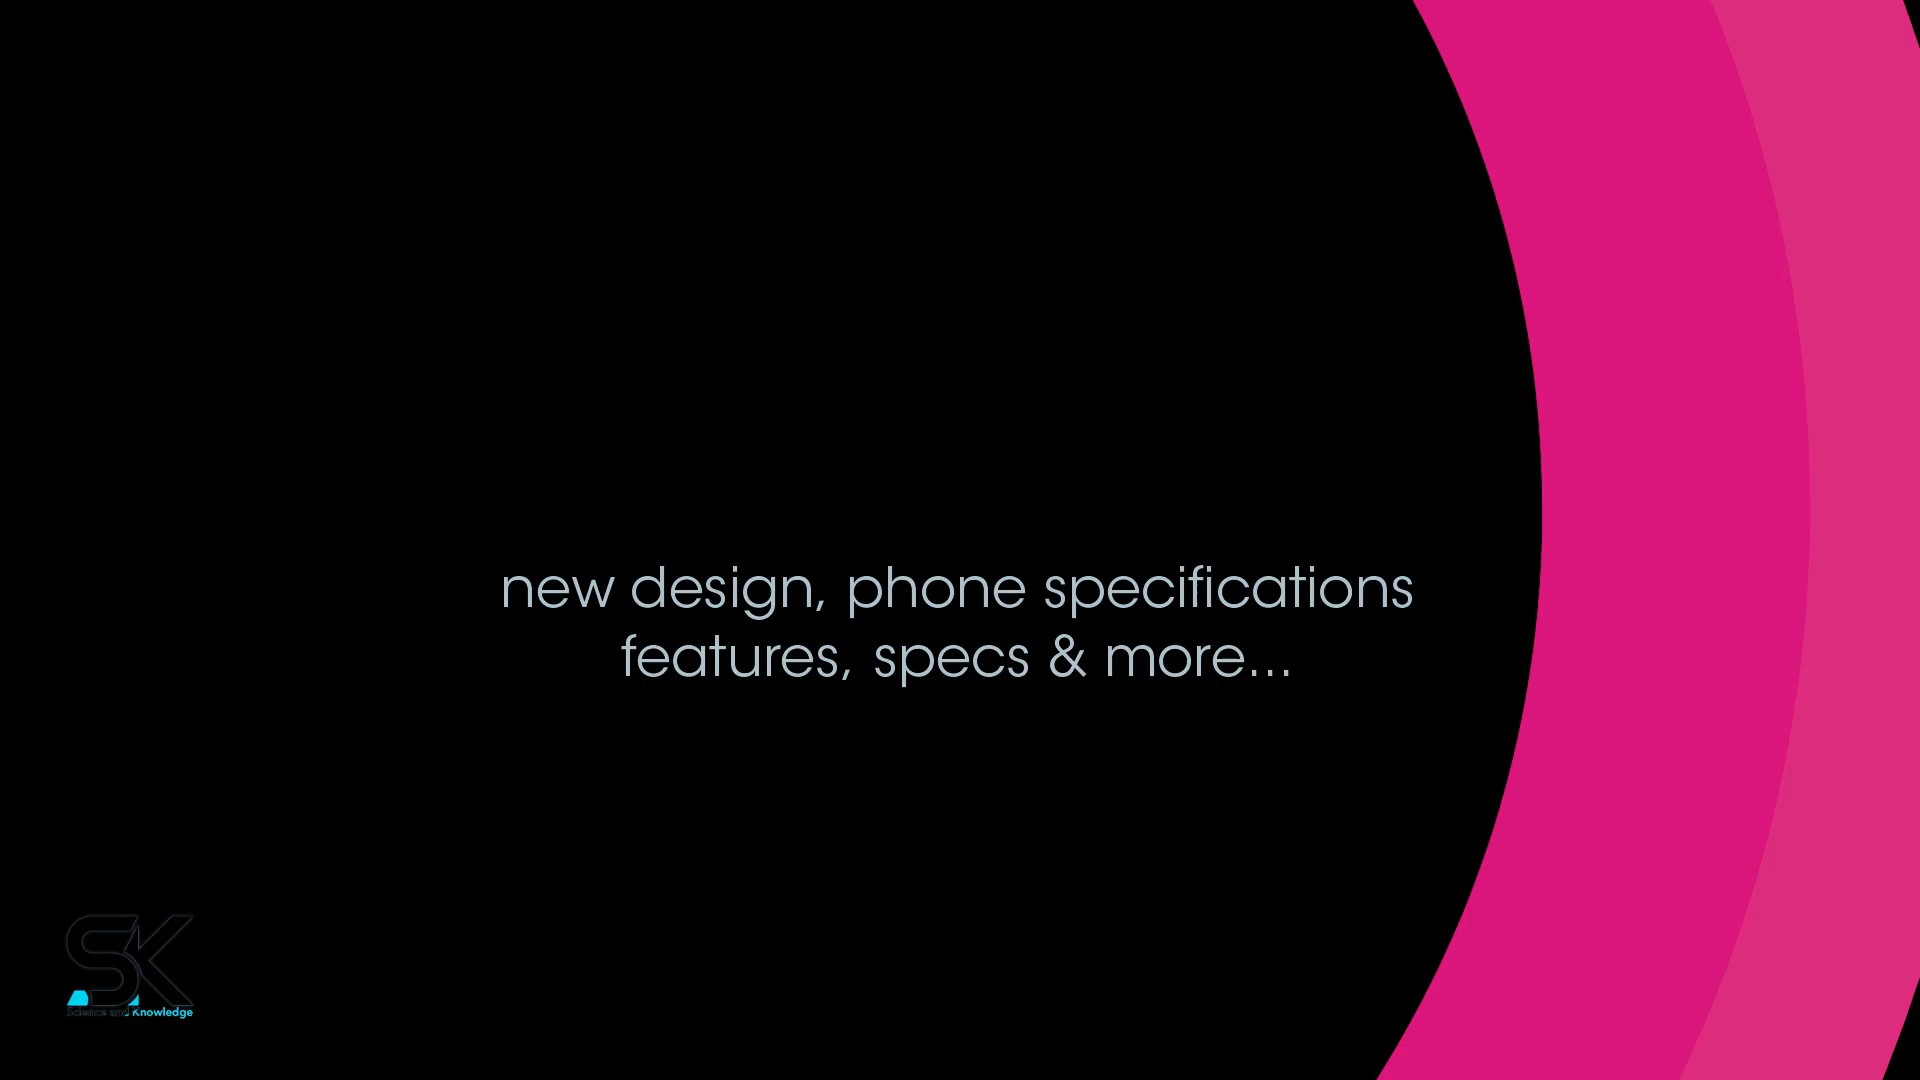 new design, phone specifications
features, specs & more...
SK
Science and Knowledge